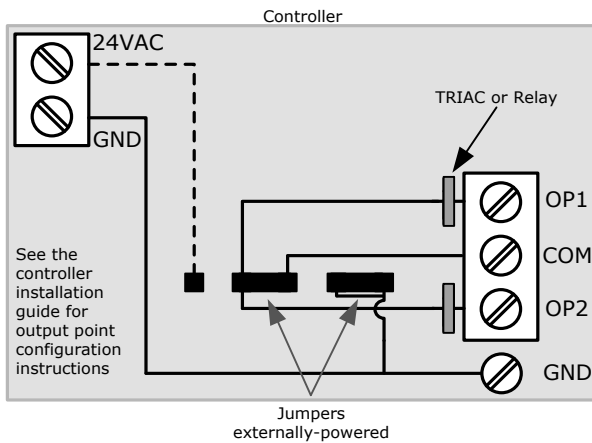 Controller
24VAC
GND
TRIAC or Relay
OP1
COM
OP2
GND
See the
controller
installation
guide for
output point
configuration
instructions
Jumpers
externally-powered